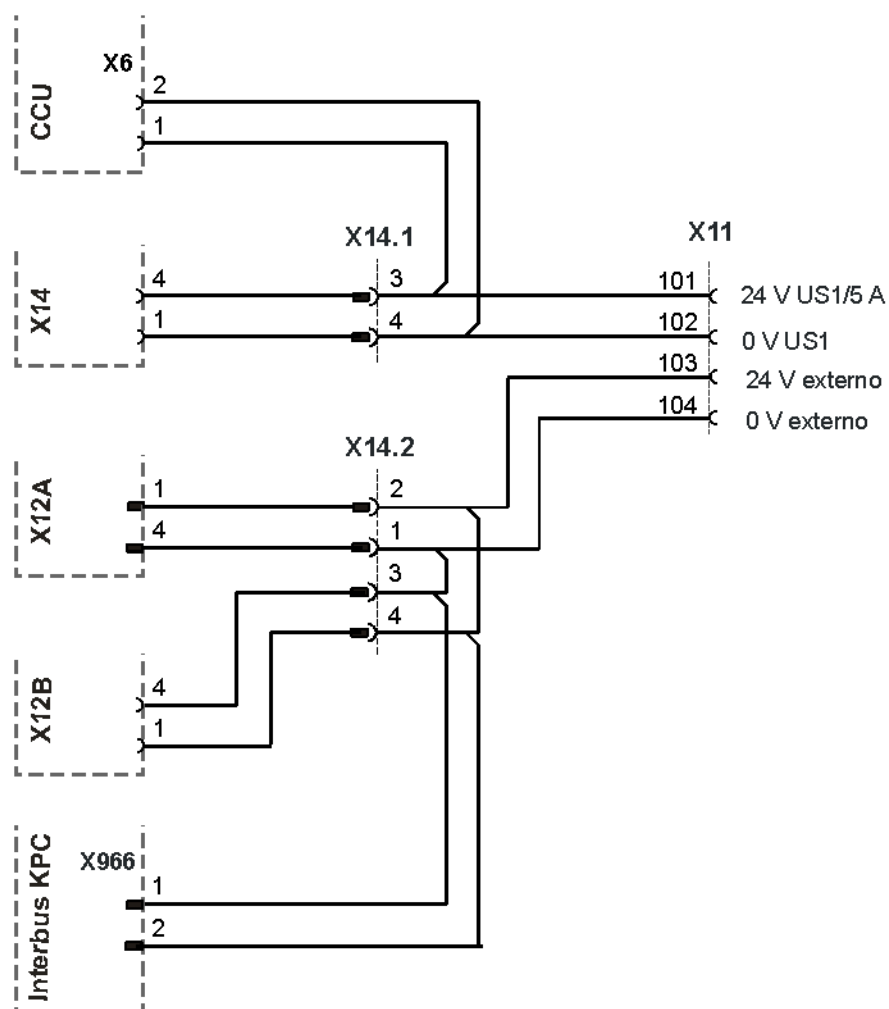 CCU
X6
2
1
X14
4
1
X14.1
3
4
X11
101
24 V US1/5 A
102
0 V US1
103
24 V externo
104
0 V externo
X14.2
X12A
1
4
2
1
3
4
X12B
4
1
Interbus KPC
X966
1
2